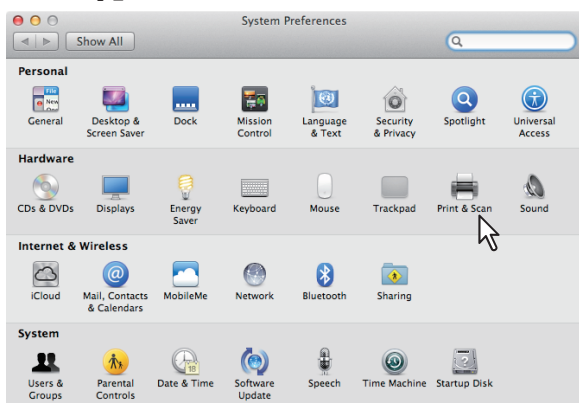 System Preferences
Show All
Personal
General
Desktop &
Screen Saver
Dock
Mission
Control
Language
& Text
Security
& Privacy
Spotlight
Universal
Access
Hardware
CDs & DVDs
Displays
Energy
Saver
Keyboard
Mouse
Trackpad
Print & Scan
Sound
Internet & Wireless
iCloud
Mail, Contacts
& Calendars
MobileMe
Network
Bluetooth
Sharing
System
Users &
Groups
Parental
Controls
Date & Time
18
Software
Update
Speech
Time Machine
Startup Disk